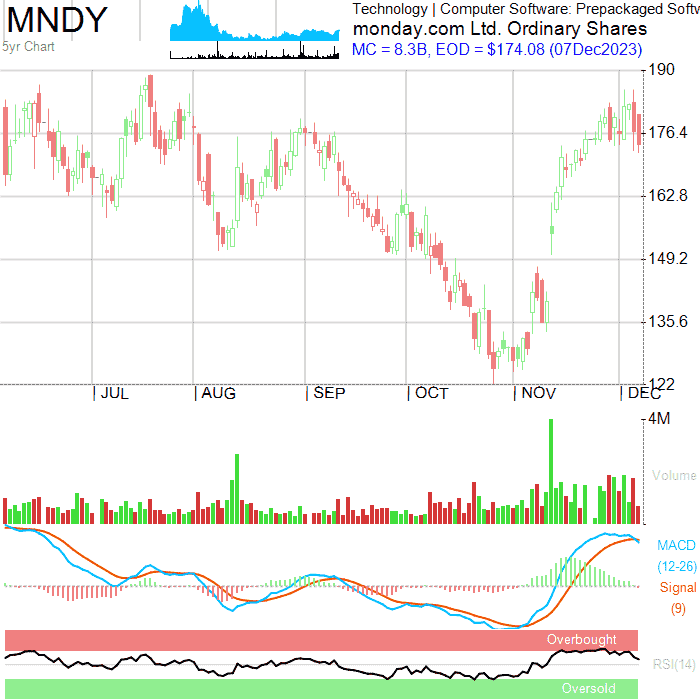 MNDY
5yr Chart
Technology | Computer Software: Prepackaged Softw
monday.com Ltd. Ordinary Shares
MC = 8.3B, EOD = $174.08 (07Dec2023)
190
176.4
162.8
149.2
135.6
122
JUL
AUG
SEP
OCT
NOV
DEC
4M
Volume
MACD
(12-26)
Signal
(9)
Overbought
RSI(14)
Oversold